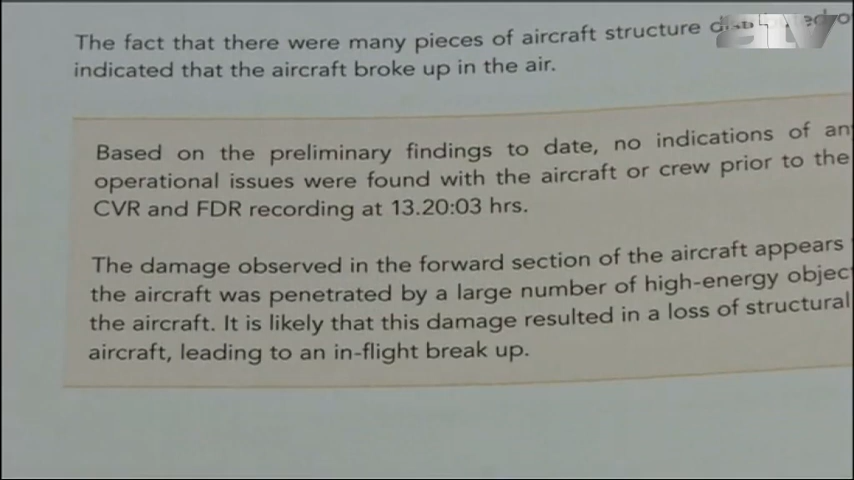 The fact that there were many pieces of aircraft structure
indicated that the aircraft broke up in the air.
Based on the preliminary findings to date, no indications of
operational issues were found with the aircraft or crew prior to the
CVR and FDR recording at 13.20:03 hrs.
The damage observed in the forward section of the aircraft appears
the aircraft was penetrated by a large number of high-energy
the aircraft. It is likely that this damage resulted in a loss of structural
aircraft, leading to an in-flight break up.
atv